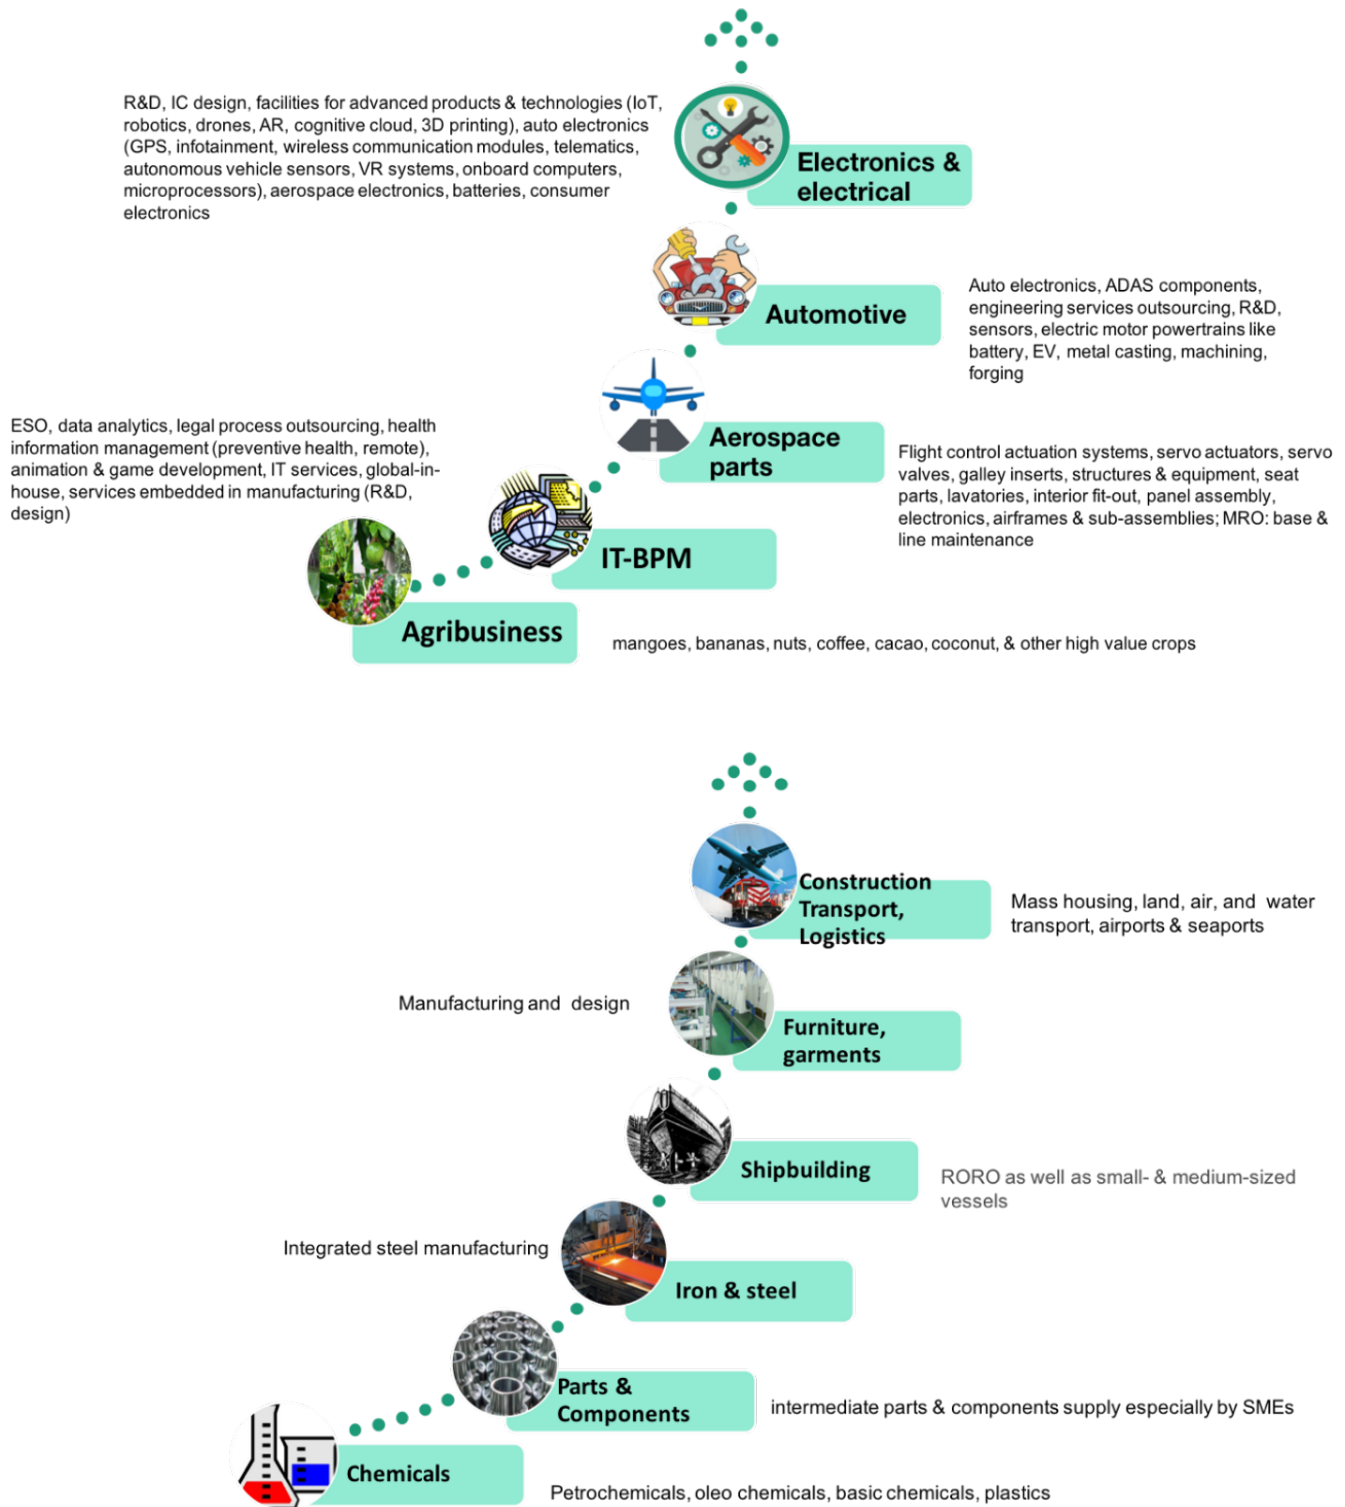 R&D, IC design, facilities for advanced products & technologies (IoT,
robotics, drones, AR, cognitive cloud, 3D printing), auto electronics
(GPS, infotainment, wireless communication modules, telematics,
autonomous vehicle sensors, VR systems, onboard computers,
microprocessors), aerospace electronics, batteries, consumer
electronics
Electronics &
electrical
Automotive
Auto electronics, ADAS components,
engineering services outsourcing, R&D,
sensors, electric motor powertrains like
battery, EV, metal casting, machining,
forging
Aerospace
parts
Flight control actuation systems, servo actuators, servo
valves, galley inserts, structures & equipment, seat
parts, lavatories, interior fit-out, panel assembly,
electronics, airframes & sub-assemblies; MRO: base &
line maintenance
ESO, data analytics, legal process outsourcing, health
information management (preventive health, remote),
animation & game development, IT services, global-in-
house, services embedded in manufacturing (R&D,
design)
IT-BPM
Agribusiness
mangoes, bananas, nuts, coffee, cacao, coconut, & other high value crops
Construction
Transport,
Logistics
Mass housing, land, air, and water
transport, airports & seaports
Manufacturing and design
Furniture,
garments
Shipbuilding
RORO as well as small- & medium-sized
vessels
Integrated steel manufacturing
Iron & steel
Parts &
Components
intermediate parts & components supply especially by SMEs
Chemicals
Petrochemicals, oleo chemicals, basic chemicals, plastics